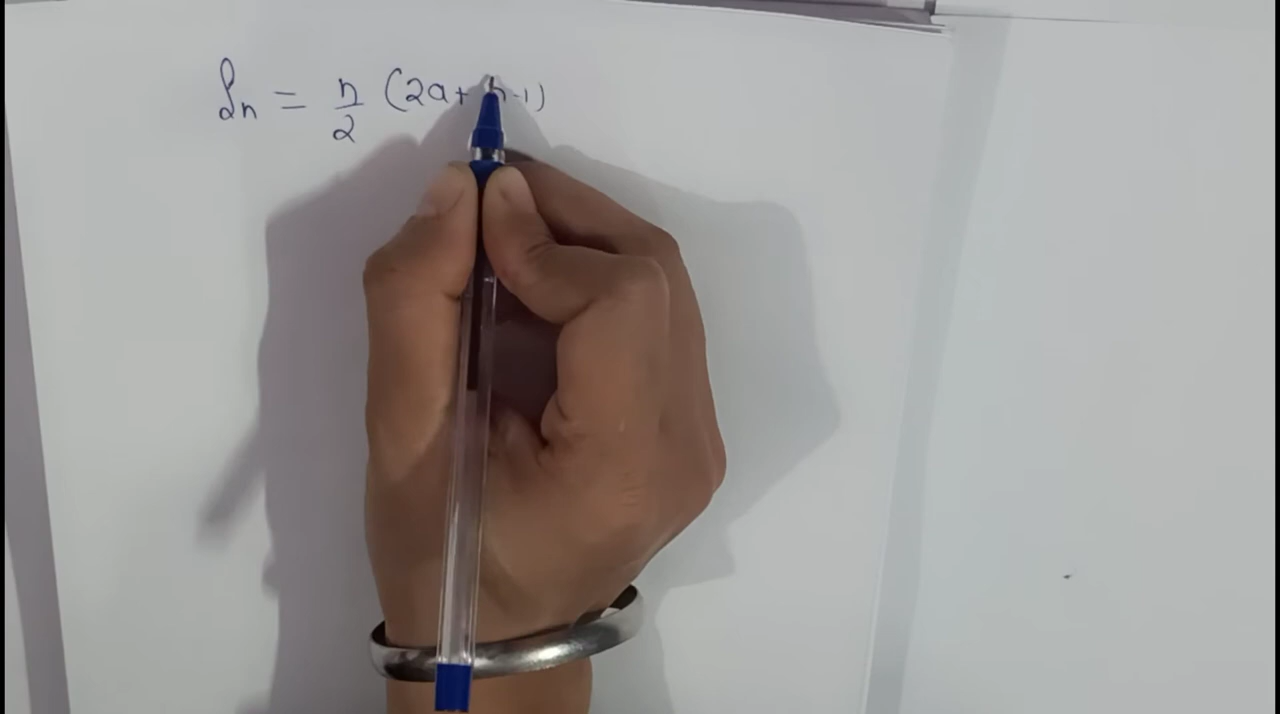 Sn = n/2 (2a+n-1)